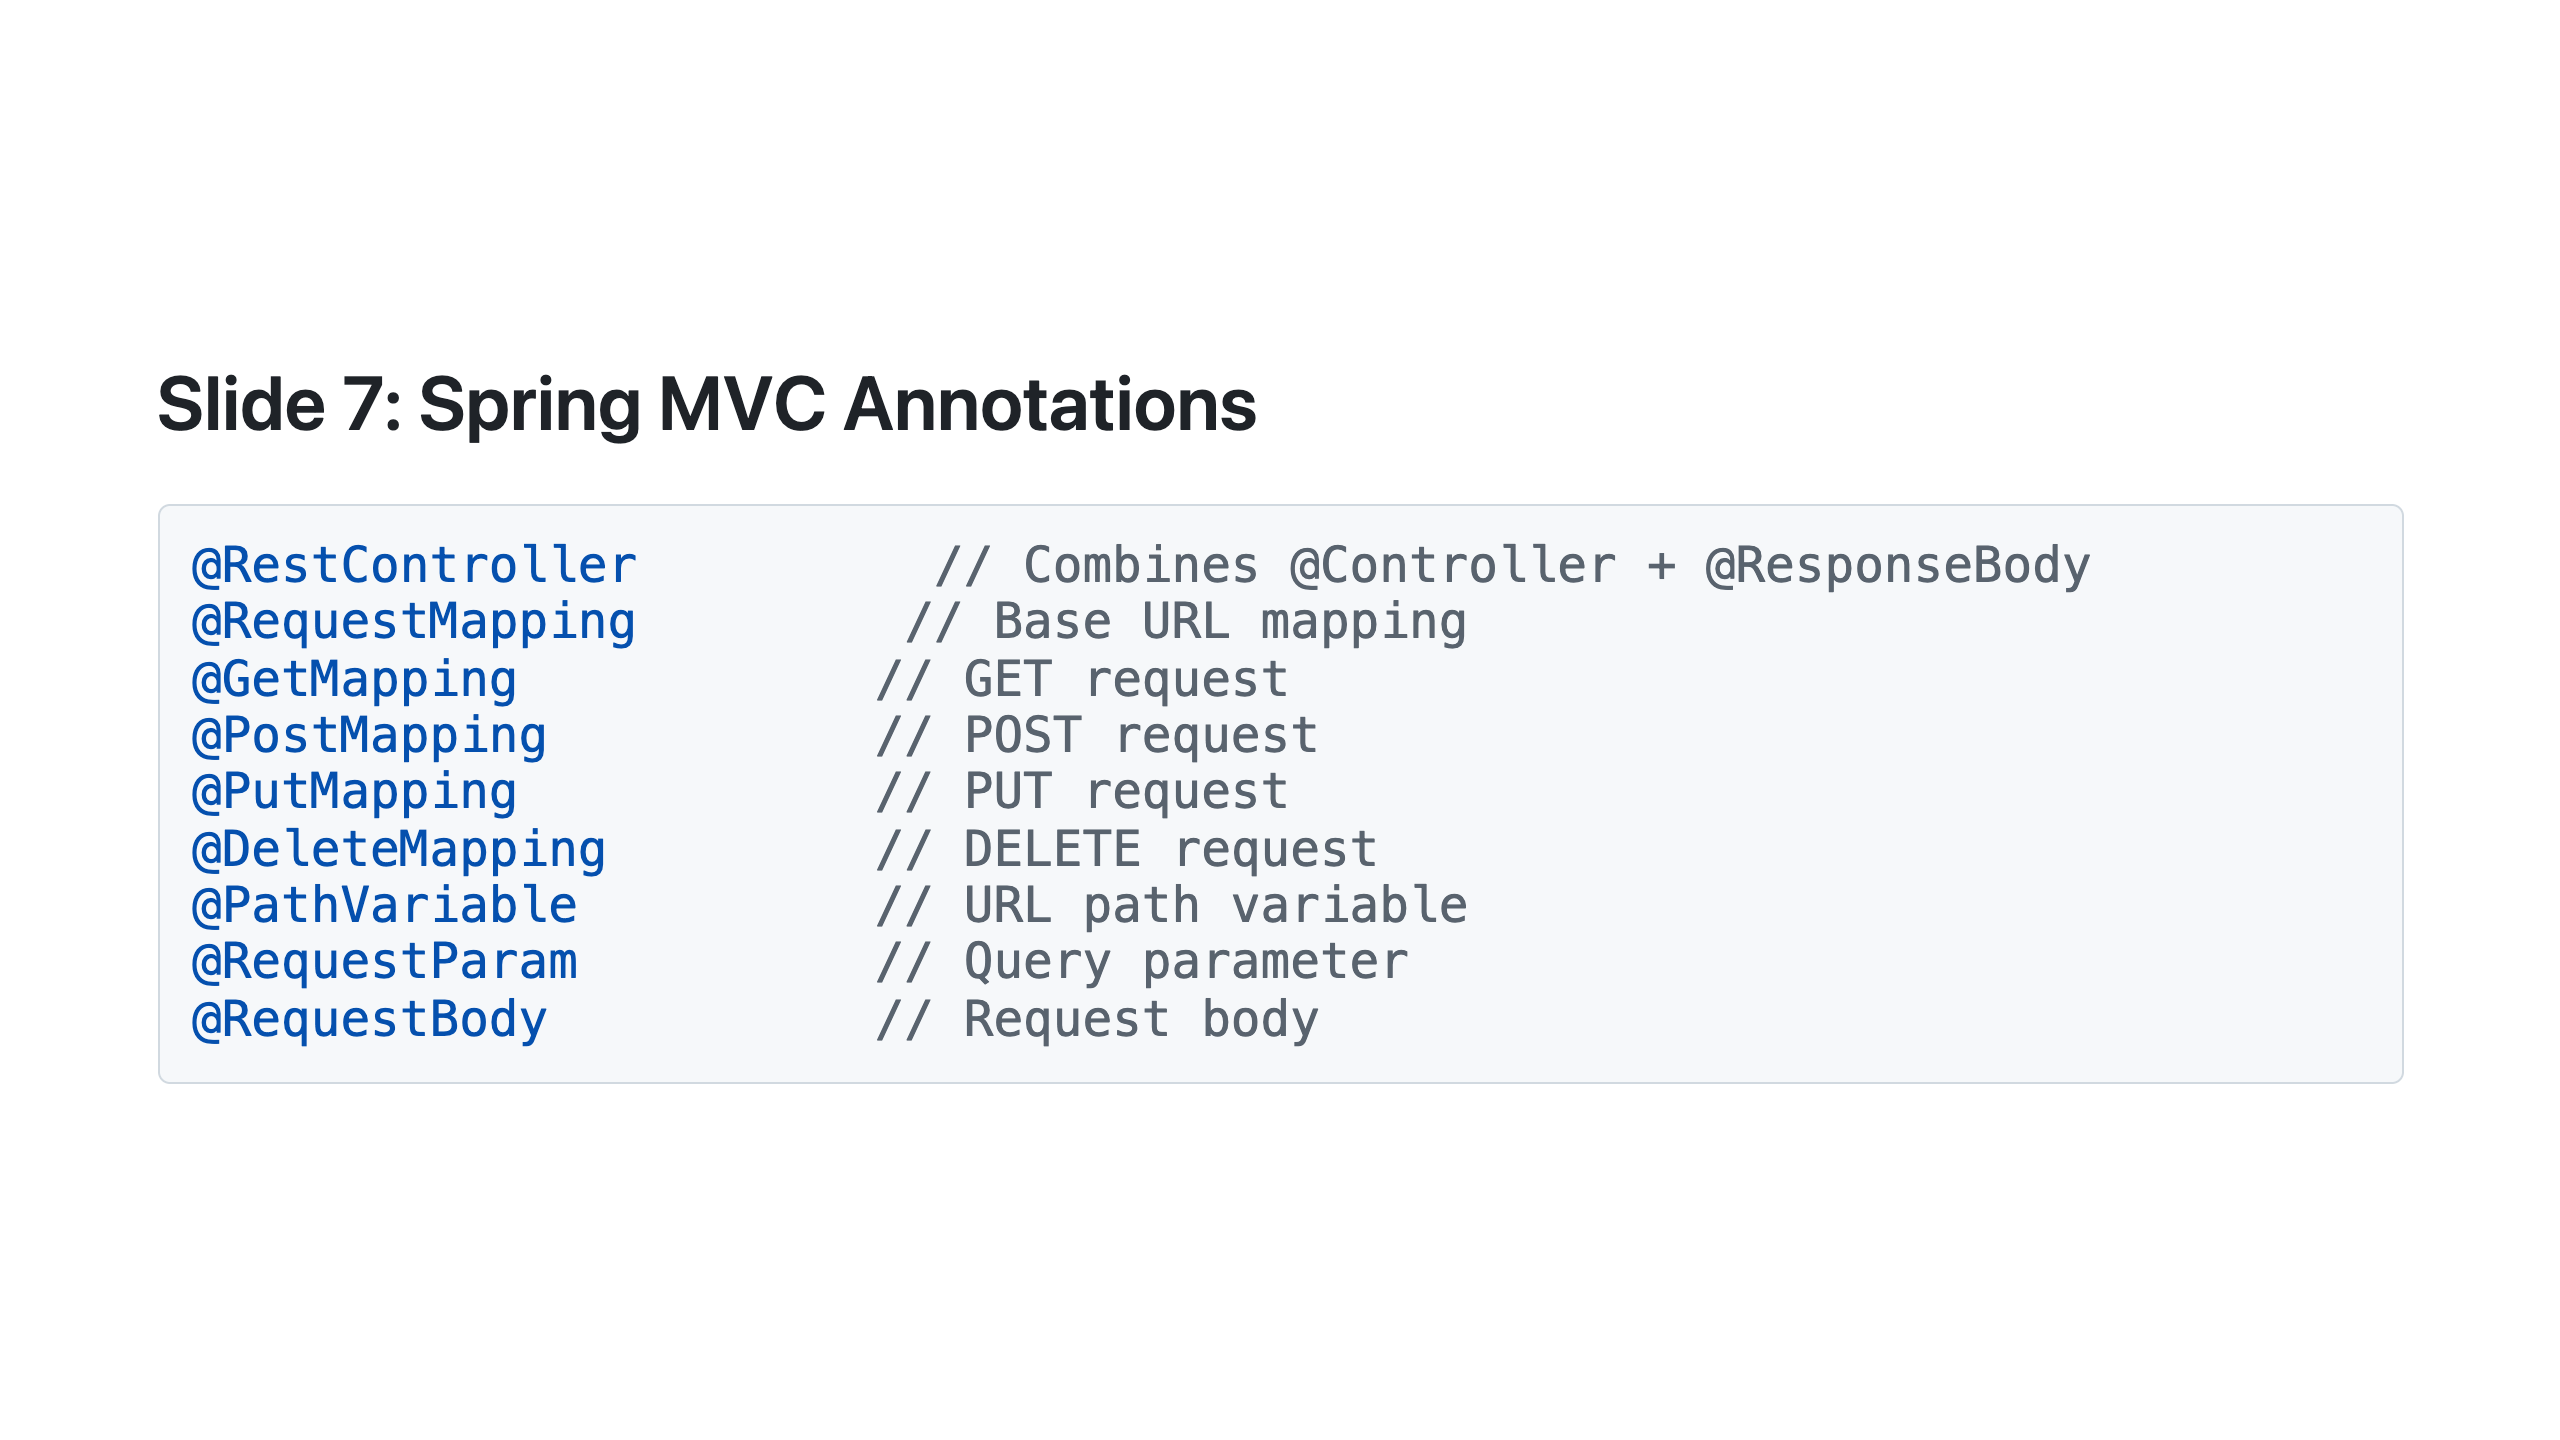 Slide 7: Spring MVC Annotations
@RestController          // Combines @Controller + @ResponseBody
@RequestMapping         // Base URL mapping
@GetMapping            // GET request
@PostMapping           // POST request
@PutMapping            // PUT request
@DeleteMapping         // DELETE request
@PathVariable          // URL path variable
@RequestParam          // Query parameter
@RequestBody           // Request body